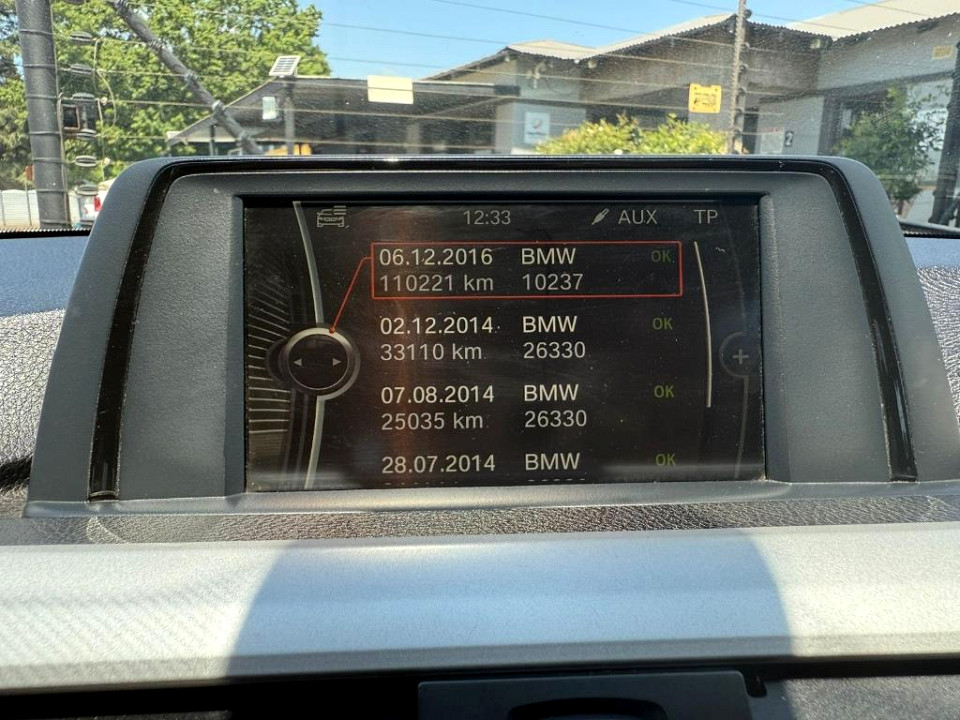 12:33 AUX TP
06.12.2016 BMW OK
110221 km 10237
02.12.2014 BMW OK
33110 km 26330
07.08.2014 BMW OK
25035 km 26330
28.07.2014 BMW OK
2